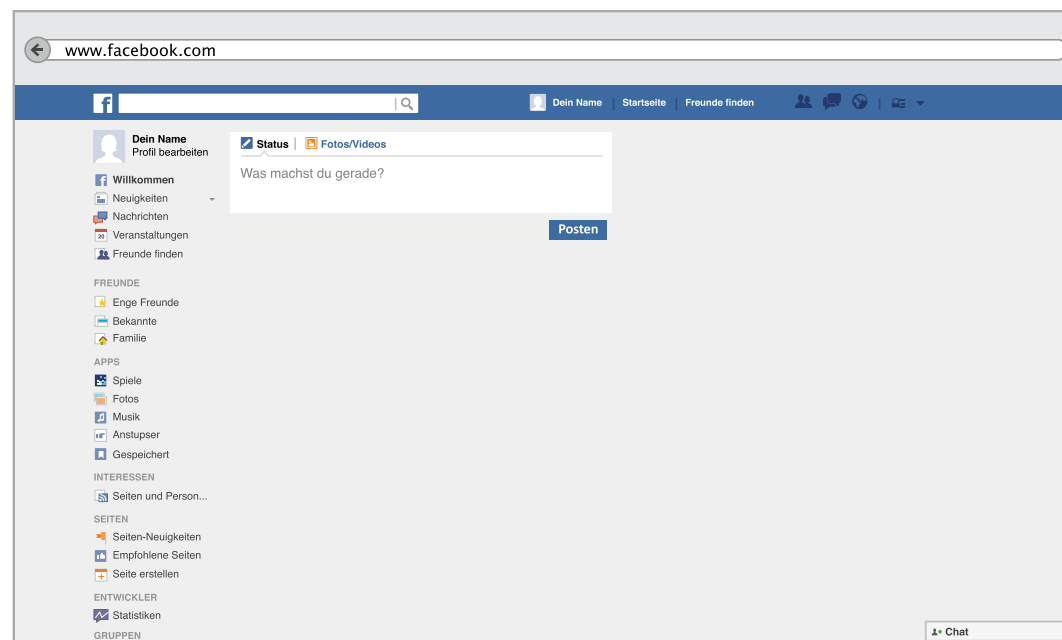 www.facebook.com
f
Dein Name | Startseite | Freunde finden
Dein Name
Profil bearbeiten
Willkommen
Neuigkeiten
Nachrichten
20 Veranstaltungen
Freunde finden
FREUNDE
Enge Freunde
Bekannte
Familie
APPS
Spiele
Fotos
Musik
Anstupser
Gespeichert
INTERESSEN
Seiten und Person...
SEITEN
Seiten-Neuigkeiten
Empfohlene Seiten
Seite erstellen
ENTWICKLER
Statistiken
GRUPPEN
Status | Fotos/Videos
Was machst du gerade?
Posten
Chat